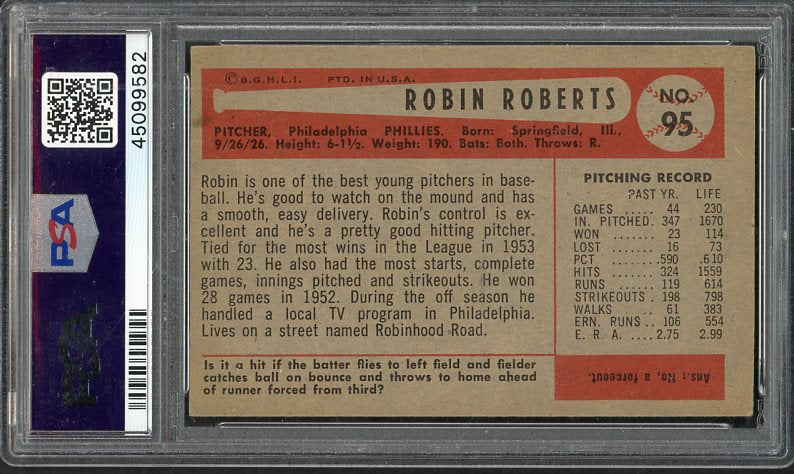 45099582
PSA
PSA
© B.G.H.L.I. PTD. IN U.S.A.
ROBIN ROBERTS
NO.
95
PITCHER, Philadelphia PHILLIES. Born: Springfield, Ill.,
9/26/26. Height: 6-1½. Weight: 190. Bats: Both. Throws: R.
Robin is one of the best young pitchers in base-
ball. He's good to watch on the mound and has
a smooth, easy delivery. Robin's control is ex-
cellent and he's a pretty good hitting pitcher.
Tied for the most wins in the League in 1953
with 23. He also had the most starts, complete
games, innings pitched and strikeouts. He won
28 games in 1952. During the off season he
handled a local TV program in Philadelphia.
Lives on a street named Robinhood Road.
PITCHING RECORD
PAST YR. LIFE
GAMES ..... 44 230
IN. PITCHED. 347 1670
WON ....... 23 114
LOST ....... 16 73
PCT ....... .590 .610
HITS ....... 324 1559
RUNS ...... 119 614
STRIKEOUTS . 198 798
WALKS .. 61 383
ERN. RUNS .. 106 554
E. R. A. .... 2.75 2.99
Is it a hit if the batter flies to left field and fielder
catches ball on bounce and throws to home ahead
of runner forced from third?
Ans.: No, a forceout.